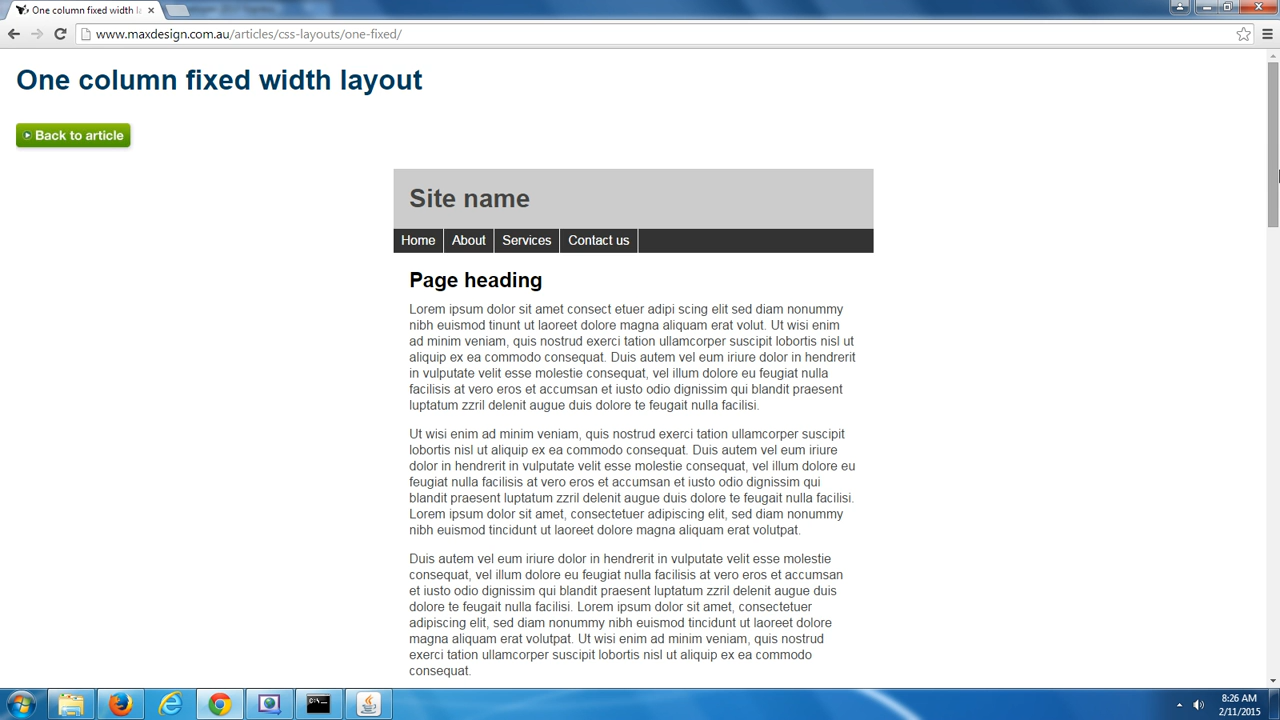 One column fixed width l
www.maxdesign.com.au/articles/css-layouts/one-fixed/
One column fixed width layout
Back to article
Site name
Home About Services Contact us
Page heading
Lorem ipsum dolor sit amet consect etuer adipi scing elit sed diam nonummy
nibh euismod tinunt ut laoreet dolore magna aliquam erat volut. Ut wisi enim
ad minim veniam, quis nostrud exerci tation ullamcorper suscipit lobortis nisl ut
aliquip ex ea commodo consequat. Duis autem vel eum iriure dolor in hendrerit
in vulputate velit esse molestie consequat, vel illum dolore eu feugiat nulla
facilisis at vero eros et accumsan et iusto odio dignissim qui blandit praesent
luptatum zzril delenit augue duis dolore te feugait nulla facilisi.
Ut wisi enim ad minim veniam, quis nostrud exerci tation ullamcorper suscipit
lobortis nisl ut aliquip ex ea commodo consequat. Duis autem vel eum iriure
dolor in hendrerit in vulputate velit esse molestie consequat, vel illum dolore eu
feugiat nulla facilisis at vero eros et accumsan et iusto odio dignissim qui
blandit praesent luptatum zzril delenit augue duis dolore te feugait nulla facilisi.
Lorem ipsum dolor sit amet, consectetuer adipiscing elit, sed diam nonummy
nibh euismod tincidunt ut laoreet dolore magna aliquam erat volutpat.
Duis autem vel eum iriure dolor in hendrerit in vulputate velit esse molestie
consequat, vel illum dolore eu feugiat nulla facilisis at vero eros et accumsan
et iusto odio dignissim qui blandit praesent luptatum zzril delenit augue duis
dolore te feugait nulla facilisi. Lorem ipsum dolor sit amet, consectetuer
adipiscing elit, sed diam nonummy nibh euismod tincidunt ut laoreet dolore
magna aliquam erat volutpat. Ut wisi enim ad minim veniam, quis nostrud
exerci tation ullamcorper suscipit lobortis nisl ut aliquip ex ea commodo
consequat.
8:26 AM
2/11/2015